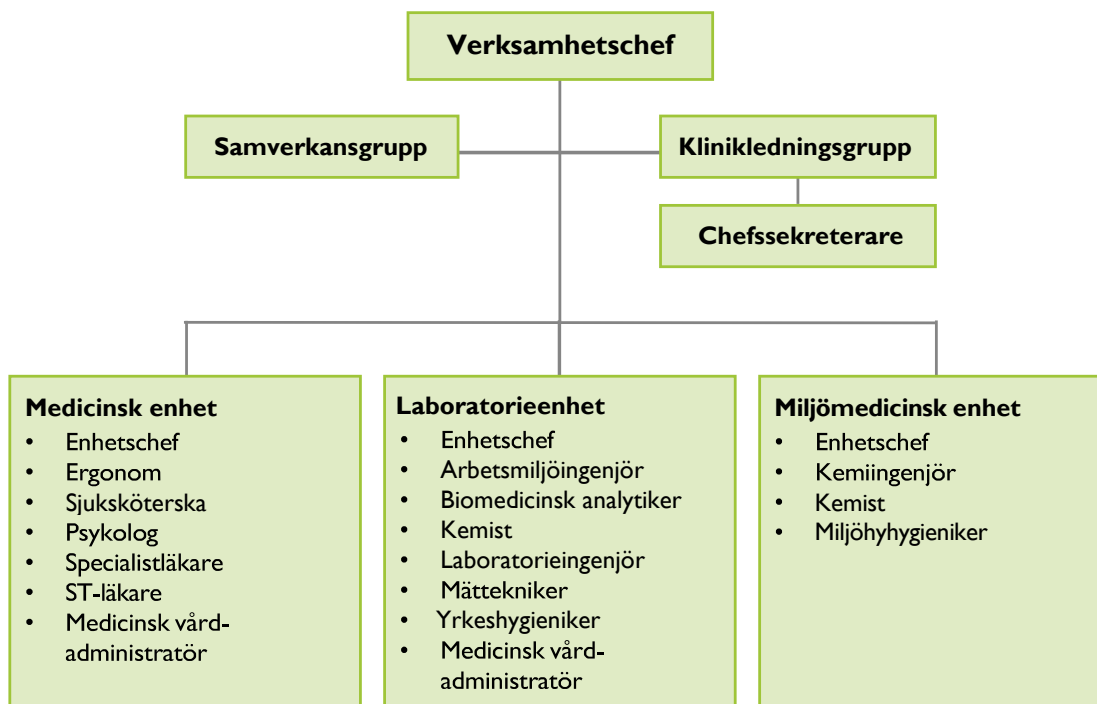 Verksamhetschef
Samverkansgrupp
Klinikledningsgrupp
Chefssekreterare
Medicinsk enhet
• Enhetschef
• Ergonom
• Sjuksköterska
• Psykolog
• Specialistläkare
• ST-läkare
• Medicinsk vård-
administratör
Laboratorieenhet
• Enhetschef
• Arbetsmiljöingenjör
• Biomedicinsk analytiker
• Kemist
• Laboratorieingenjör
• Mättekniker
• Yrkeshygieniker
• Medicinsk vård-
administratör
Miljömedicinsk enhet
• Enhetschef
• Kemiingenjör
• Kemist
• Miljöhyhygieniker